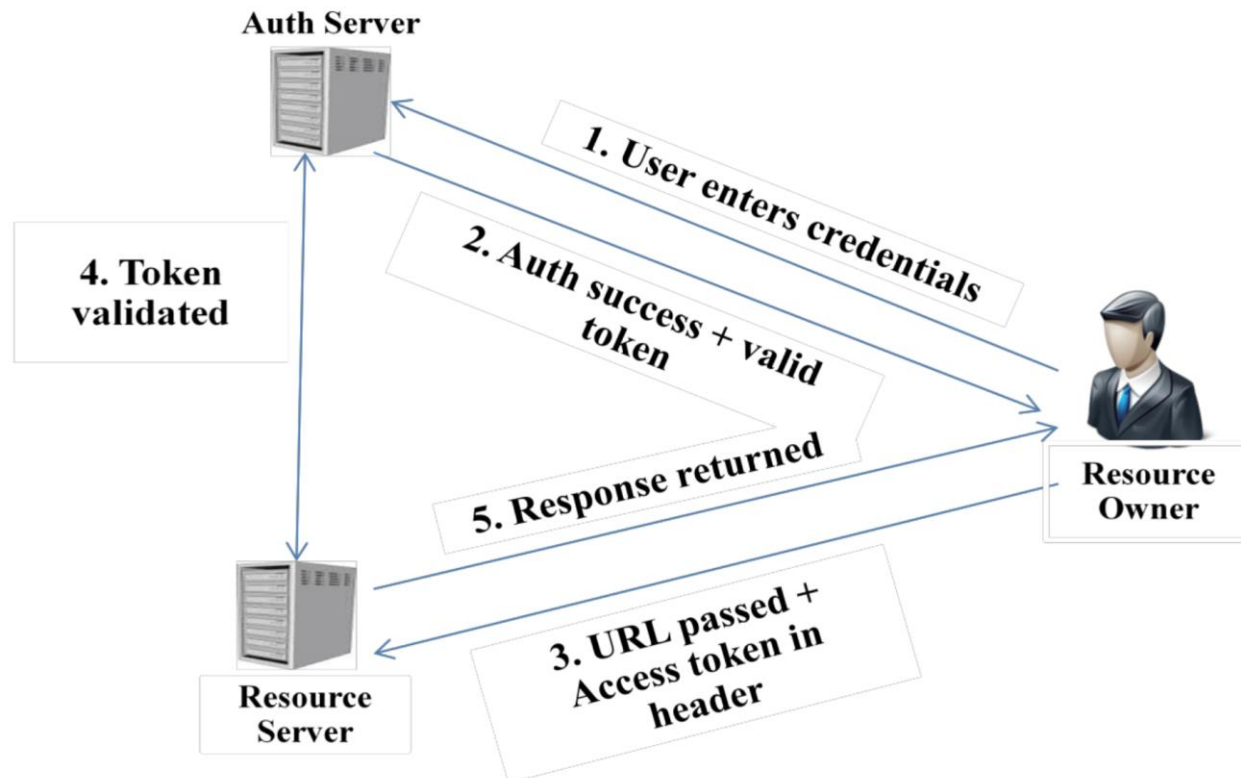 Auth Server
1. User enters credentials
2. Auth success + valid
token
4. Token
validated
5. Response returned
Resource
Owner
3. URL passed +
Access token in
header
Resource
Server